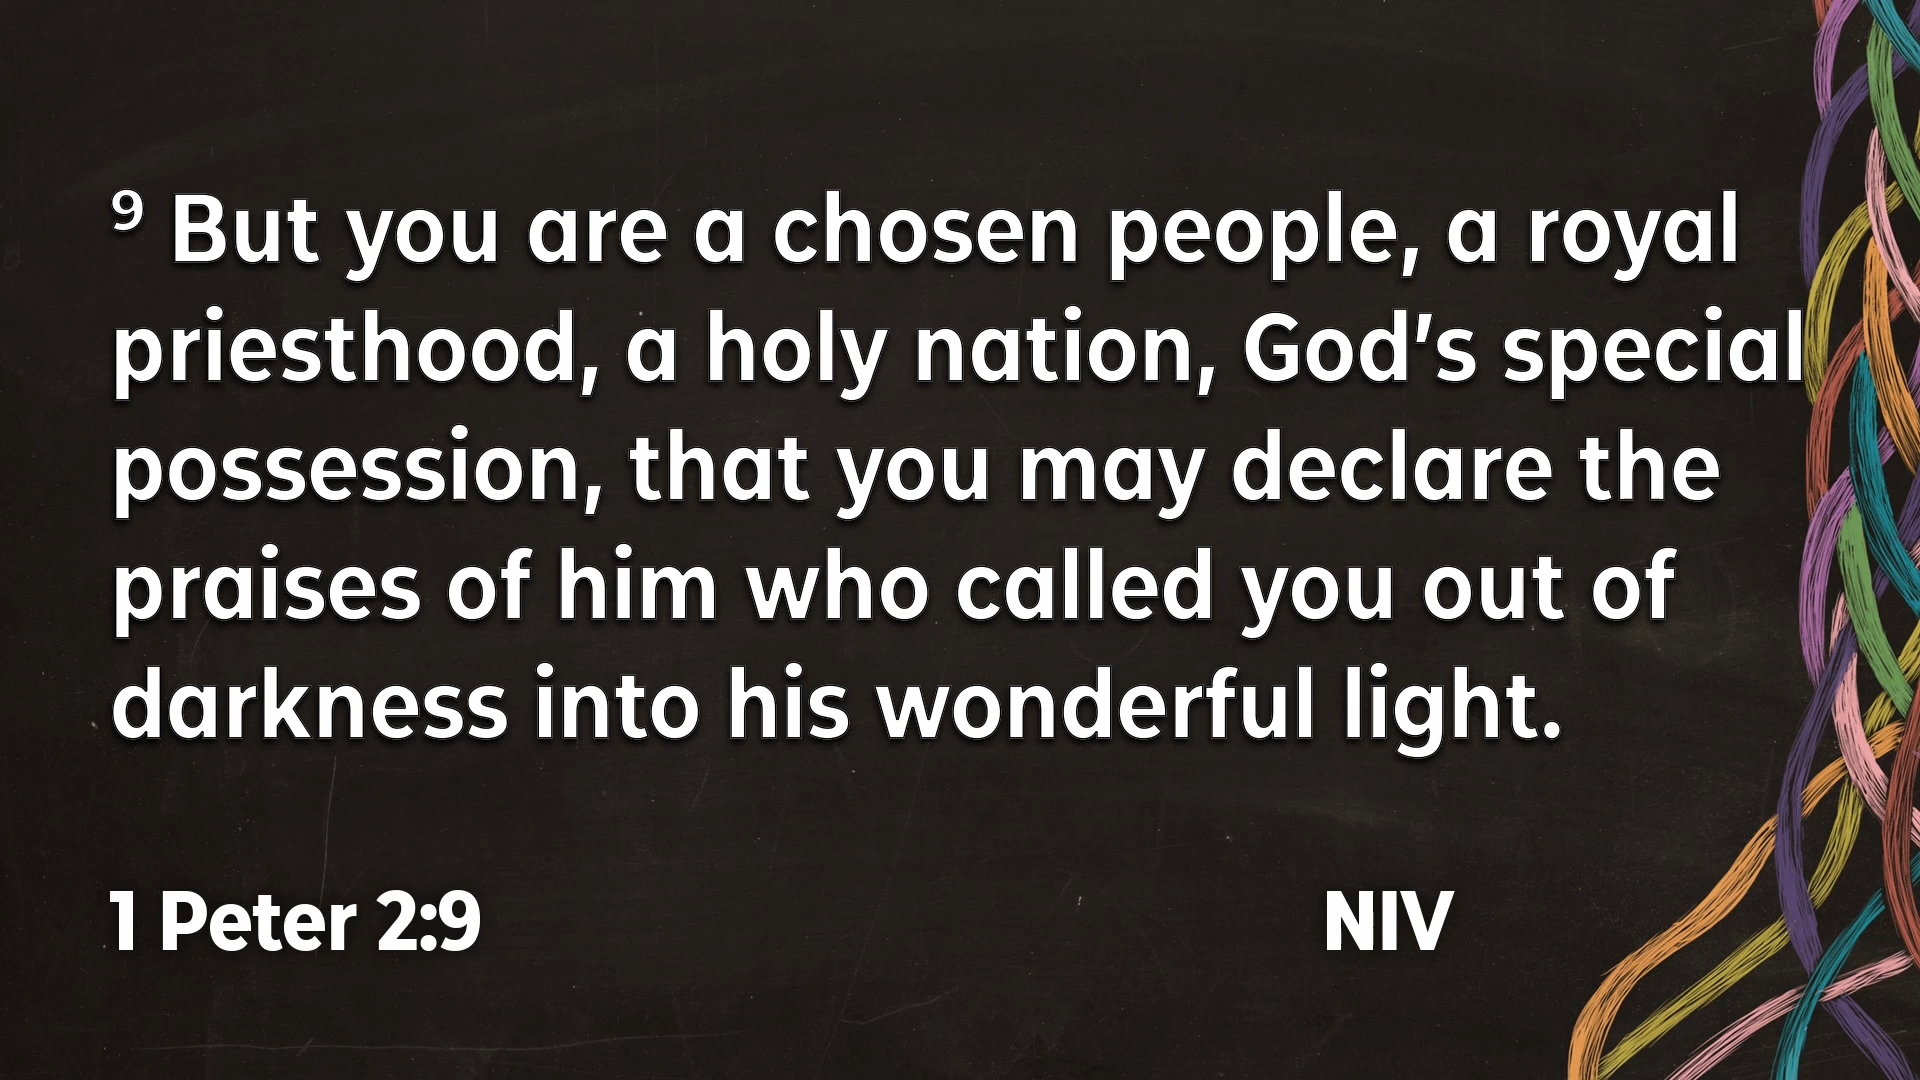 ⁹ But you are a chosen people, a royal
priesthood, a holy nation, God’s special
possession, that you may declare the
praises of him who called you out of
darkness into his wonderful light.
1 Peter 2:9 NIV